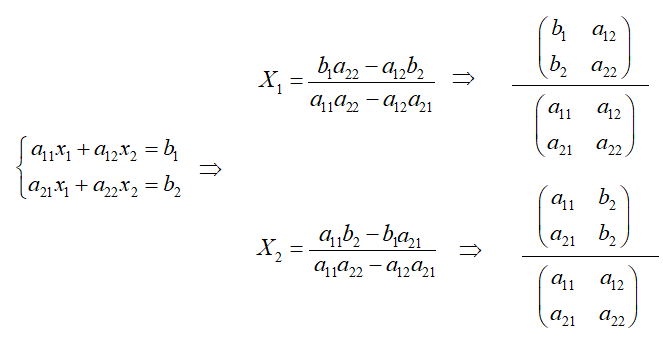 { a₁₁x₁ + a₁₂x₂ = b₁
a₂₁x₁ + a₂₂x₂ = b₂ ⇒
X₁ = (b₁a₂₂ − a₁₂b₂) / (a₁₁a₂₂ − a₁₂a₂₁) ⇒
b₁ a₁₂
b₂ a₂₂
a₁₁ a₁₂
a₂₁ a₂₂
X₂ = (a₁₁b₂ − b₁a₂₁) / (a₁₁a₂₂ − a₁₂a₂₁) ⇒
a₁₁ b₂
a₂₁ b₂
a₁₁ a₁₂
a₂₁ a₂₂